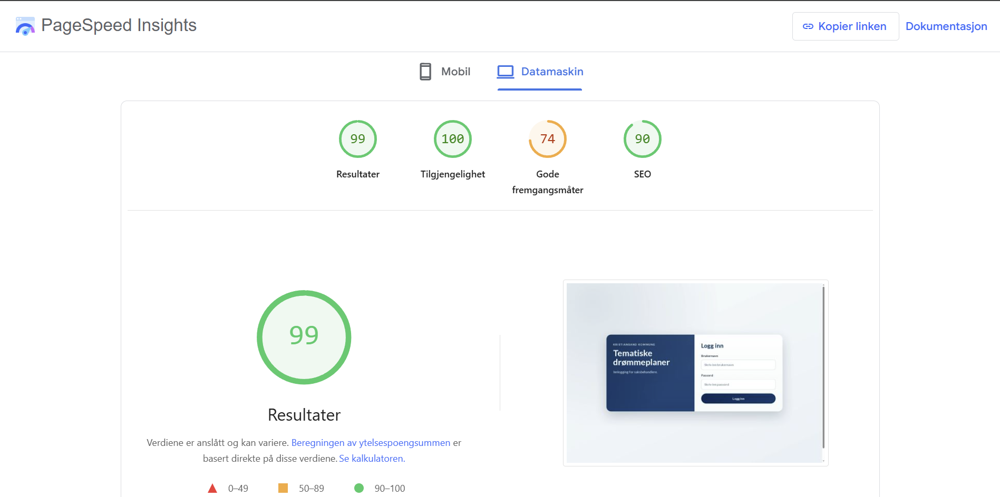 PageSpeed Insights
Kopier linken
Dokumentasjon
Mobil
Datamaskin
99
100
74
90
Resultater
Tilgjengelighet
Gode
fremgangsmåter
SEO
99
Resultater
Verdiene er anslått og kan variere. Beregningen av ytelsespoengsummen er
basert direkte på disse verdiene. Se kalkulatoren.
0–49
50–89
90–100
KRISTIANSAND KOMMUNE
Tematiske
drømmeplaner
Innlogging for saksbehandlere.
Logg inn
Brukernavn
Skriv inn brukernavn
Passord
Skriv inn passord
Logg inn